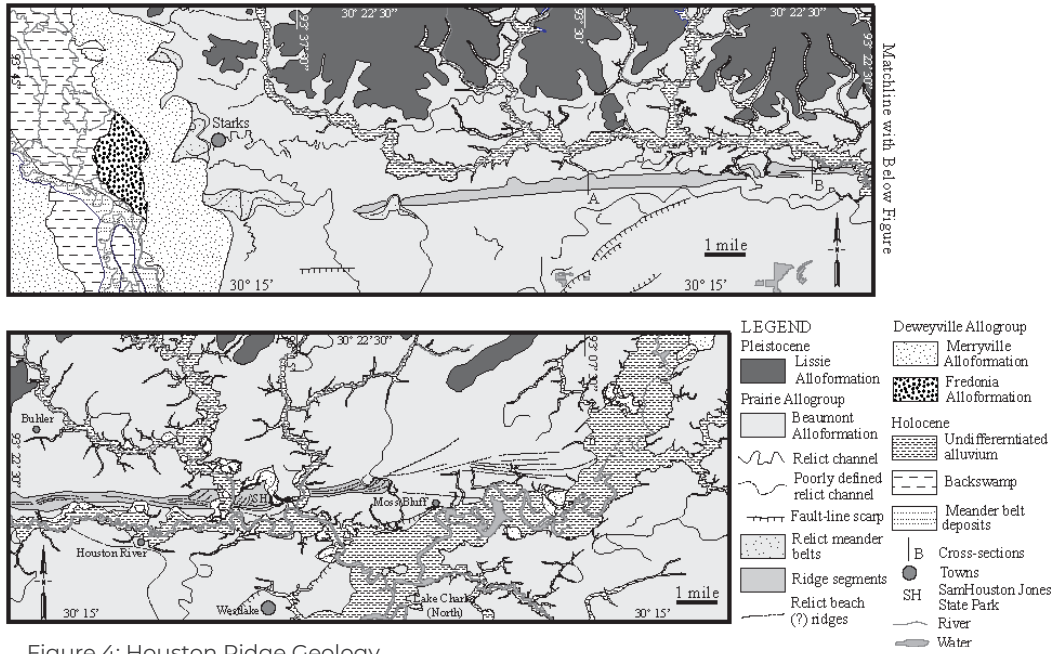 30° 22' 30"
93° 37' 30"
93° 30'
30° 22' 30"
93° 22' 30"
93° 45'
Starks
A
B
1 mile
30° 15'
30° 15'
Matchline with Below Figure
30° 22' 30"
93° 07' 30"
Buhler
93° 22' 30"
SH
Moss Bluff
Houston River
Westlake
Lake Charles
(North)
30° 15'
30° 15'
1 mile
LEGEND
Pleistocene
Lissie
Alloformation
Prairie Allogroup
Beaumont
Alloformation
Relict channel
Poorly defined
relict channel
Fault-line scarp
Relict meander
belts
Ridge segments
Relict beach
(?) ridges
Deweyville Allogroup
Merryville
Alloformation
Fredonia
Alloformation
Holocene
Undifferentiated
alluvium
Backswamp
Meander belt
deposits
B Cross-sections
Towns
SH SamHouston Jones
State Park
River
Water
Figure 4: Houston Ridge Geology